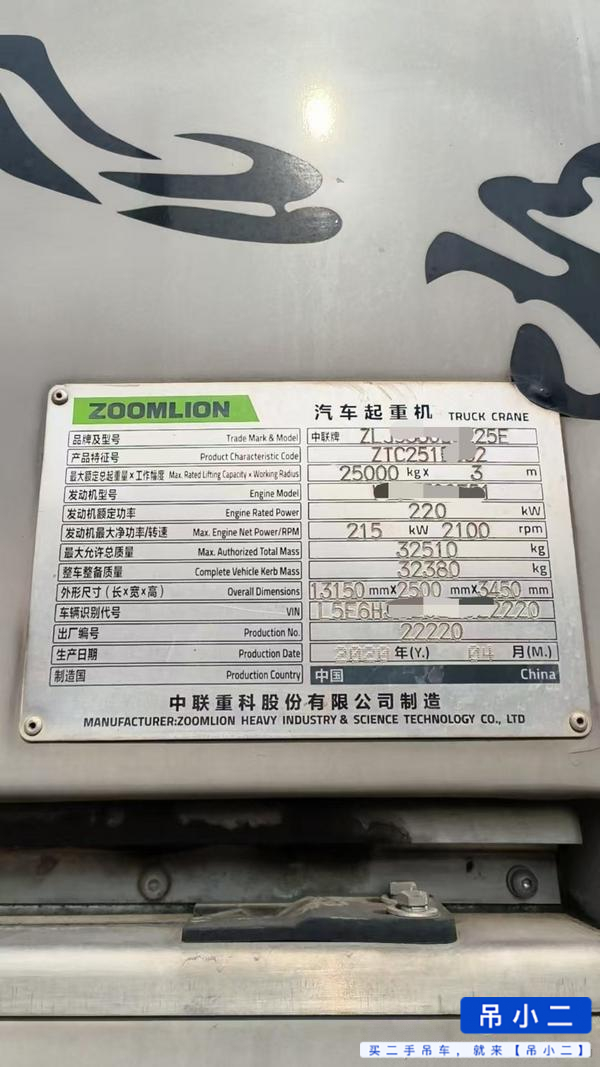 ZOOMLION 汽车起重机 TRUCK CRANE
品牌及型号 Trade Mark & Model 中联牌
产品特征号 Product Characteristic Code
最大额定总起重量×工作幅度 Max. Rated Lifting Capacity × Working Radius 25000 kg× 3 m
发动机型号 Engine Model
发动机额定功率 Engine Rated Power 220 kW
发动机最大净功率/转速 Max. Engine Net Power/RPM 215 kW 2100 rpm
最大允许总质量 Max. Authorized Total Mass 32510 kg
整车整备质量 Complete Vehicle Kerb Mass 32380 kg
外形尺寸(长×宽×高) Overall Dimensions 13150 mm×2500 mm×3450 mm
车辆识别代号 VIN
出厂编号 Production No. 22220
生产日期 Production Date 2020 年(Y.) 04 月(M.)
制造国 Production Country 中国 China
中联重科股份有限公司制造
MANUFACTURER:ZOOMLION HEAVY INDUSTRY & SCIENCE TECHNOLOGY CO., LTD
吊小二
买二手吊车，就来【吊小二】